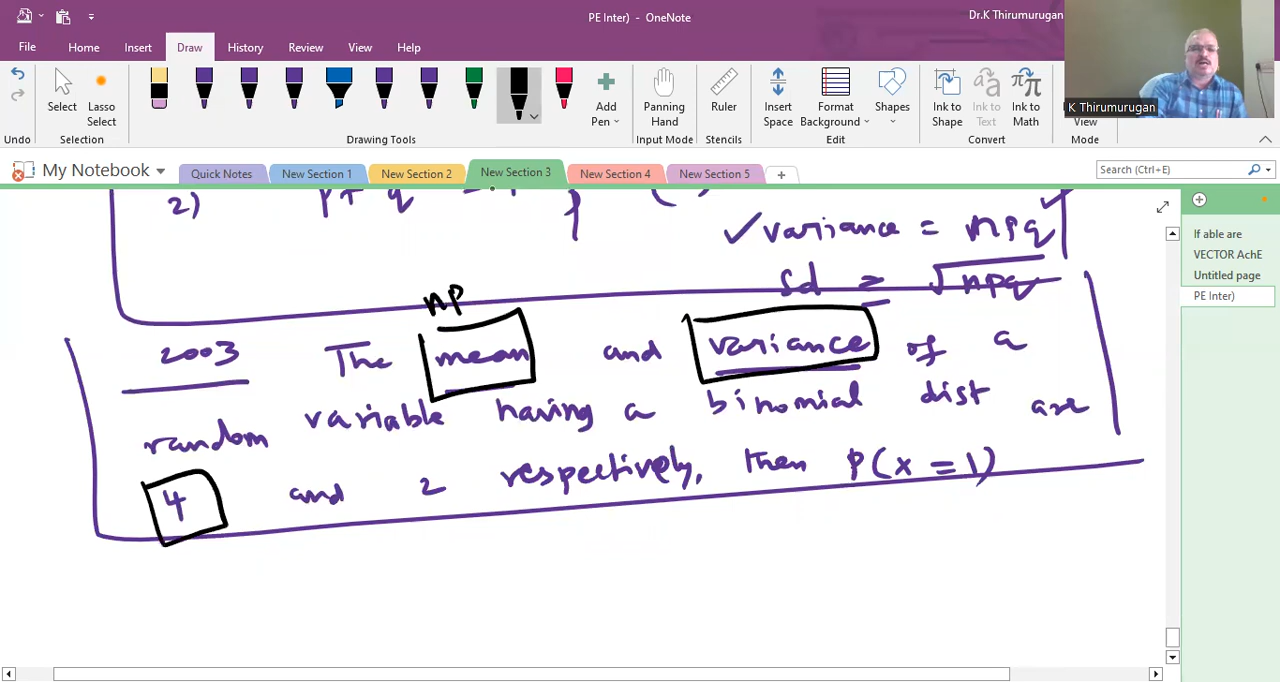 PE Inter) - OneNote
Dr.K Thirumurugan
File Home Insert Draw History Review View Help
Select Lasso Select Add Pen Panning Hand Ruler Insert Space Format Background Shapes Ink to Shape Ink to Text Ink to Math View
K Thirumurugan
Undo Selection Drawing Tools Input Mode Stencils Edit Convert Mode
My Notebook Quick Notes New Section 1 New Section 2 New Section 3 New Section 4 New Section 5 Search (Ctrl+E)
If able are
VECTOR AchE
Untitled page
PE Inter)
2) p+q =
✓variance = npq
sd = √npq
np
2003 The mean and variance of a
random variable having a binomial dist are
4 and 2 respectively, then P(x=1)